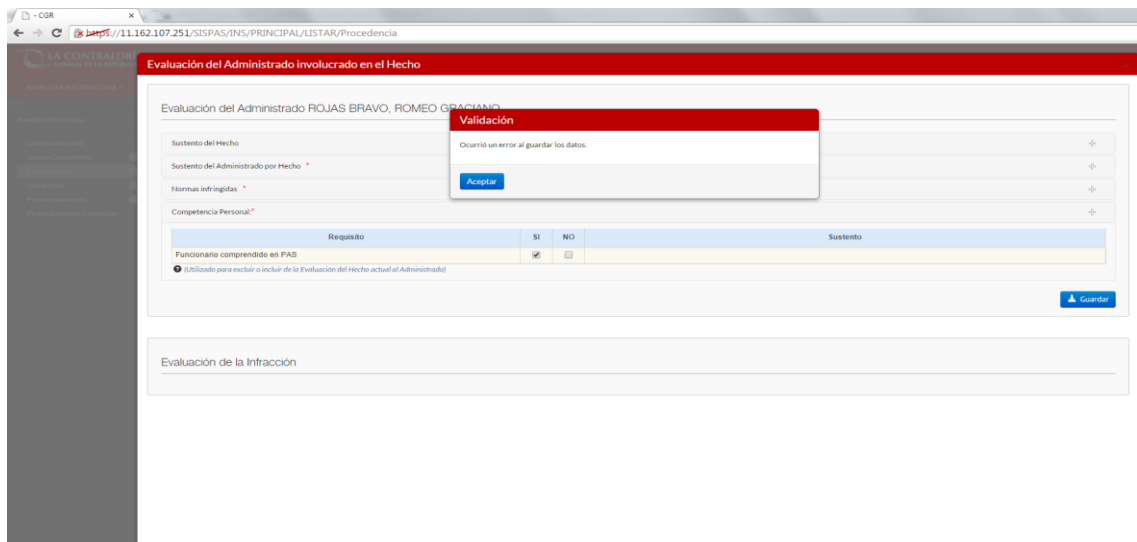 - CGR
https://11.162.107.251/SISPAS/INS/PRINCIPAL/LISTAR/Procedencia
LA CONTRALORÍ
Evaluación del Administrado involucrado en el Hecho
Evaluación del Administrado ROJAS BRAVO, ROMEO GRACIANO
Validación
Ocurrió un error al guardar los datos.
Aceptar
Sustento del Hecho
Sustento del Administrado por Hecho *
Normas infringidas *
Competencia Personal:*
Requisito SI NO Sustento
Funcionario comprendido en PAS
(Utilizado para excluir o incluir de la Evaluación del Hecho actual al Administrado)
Guardar
Evaluación de la Infracción